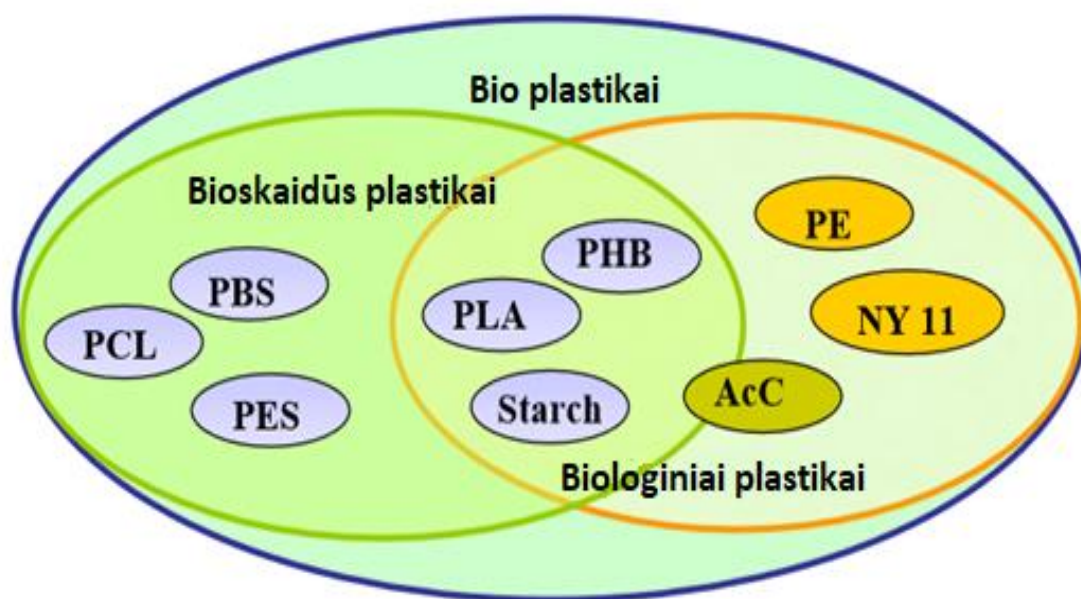 Bio plastikai
Bioskaidūs plastikai
PE
PHB
PBS
PLA
NY 11
PCL
AcC
PES
Starch
Biologiniai plastikai